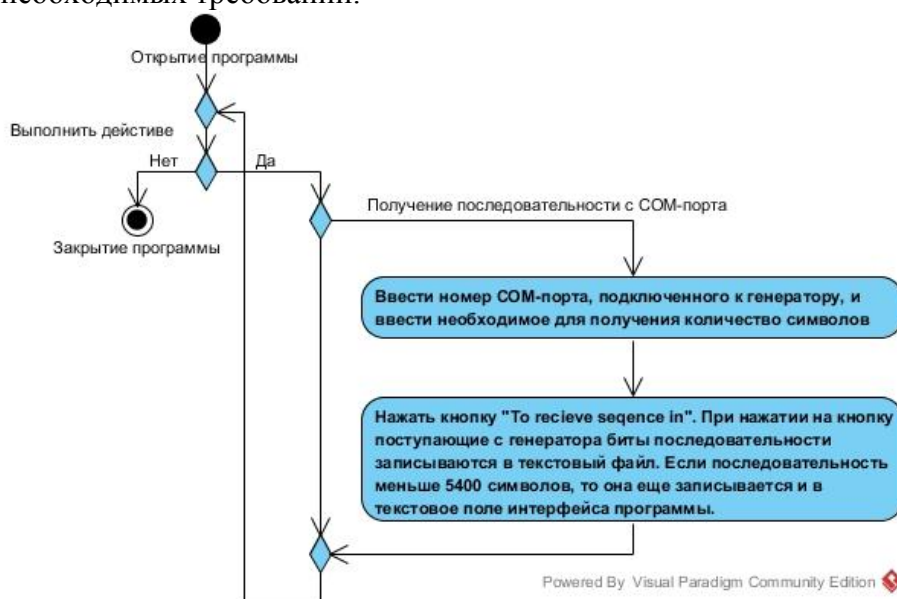 необходимых требований.
Открытие программы
Выполнить действие
Нет
Да
Получение последовательности с COM-порта
Закрытие программы
Ввести номер COM-порта, подключенного к генератору, и
ввести необходимое для получения количество символов
Нажать кнопку "To recieve seqence in". При нажатии на кнопку
поступающие с генератора биты последовательности
записываются в текстовый файл. Если последовательность
меньше 5400 символов, то она еще записывается и в
текстовое поле интерфейса программы.
Powered By Visual Paradigm Community Edition